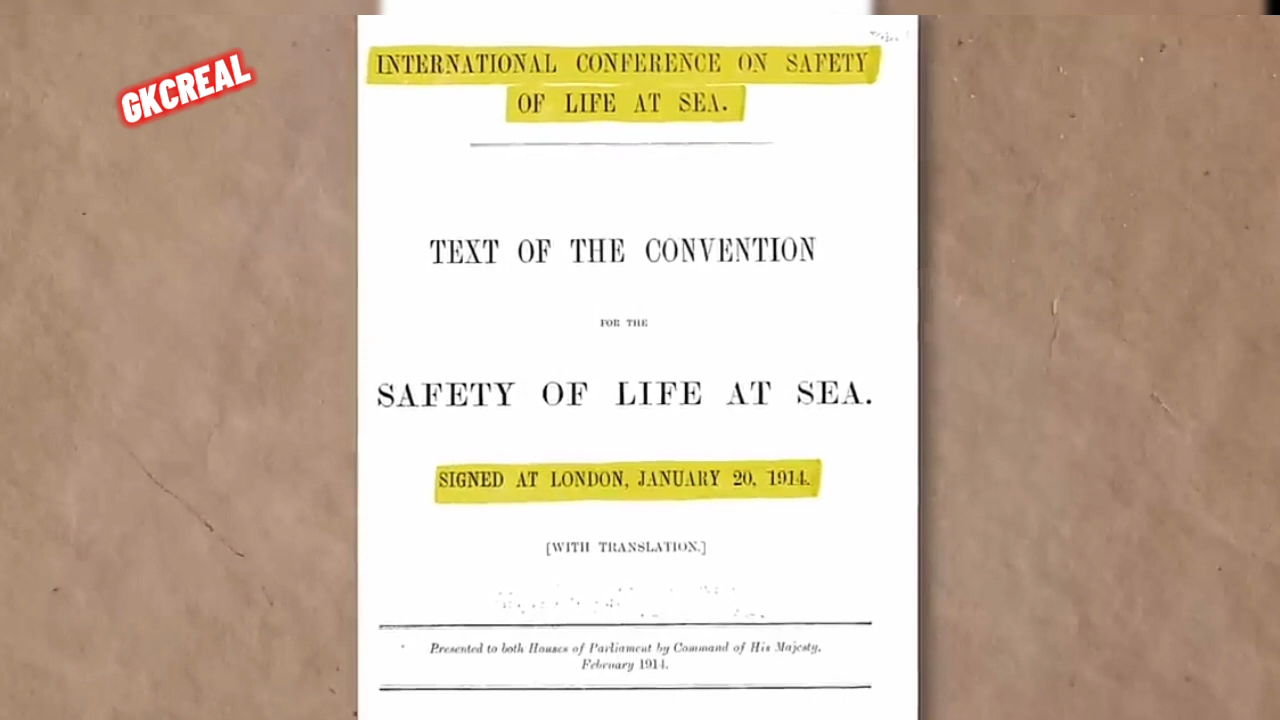 GKCREAL
INTERNATIONAL CONFERENCE ON SAFETY
OF LIFE AT SEA.
TEXT OF THE CONVENTION
FOR THE
SAFETY OF LIFE AT SEA.
SIGNED AT LONDON, JANUARY 20, 1914.
[WITH TRANSLATION.]
Presented to both Houses of Parliament by Command of His Majesty,
February 1914.